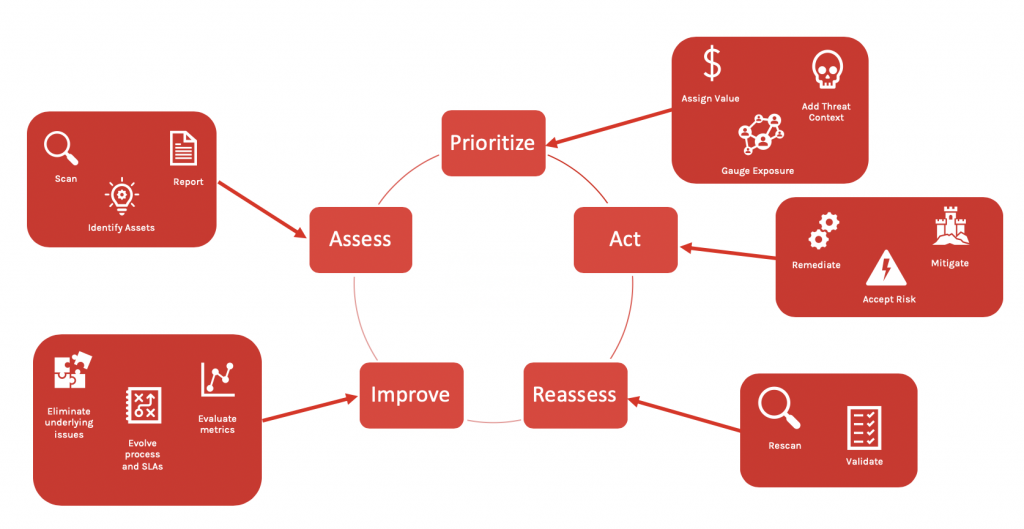 Prioritize
Assign Value
Add Threat
Context
Gauge Exposure
Act
Remediate
Mitigate
Accept Risk
Reassess
Rescan
Validate
Improve
Eliminate
underlying
issues
Evolve
process
and SLAs
Evaluate
metrics
Assess
Scan
Report
Identify Assets